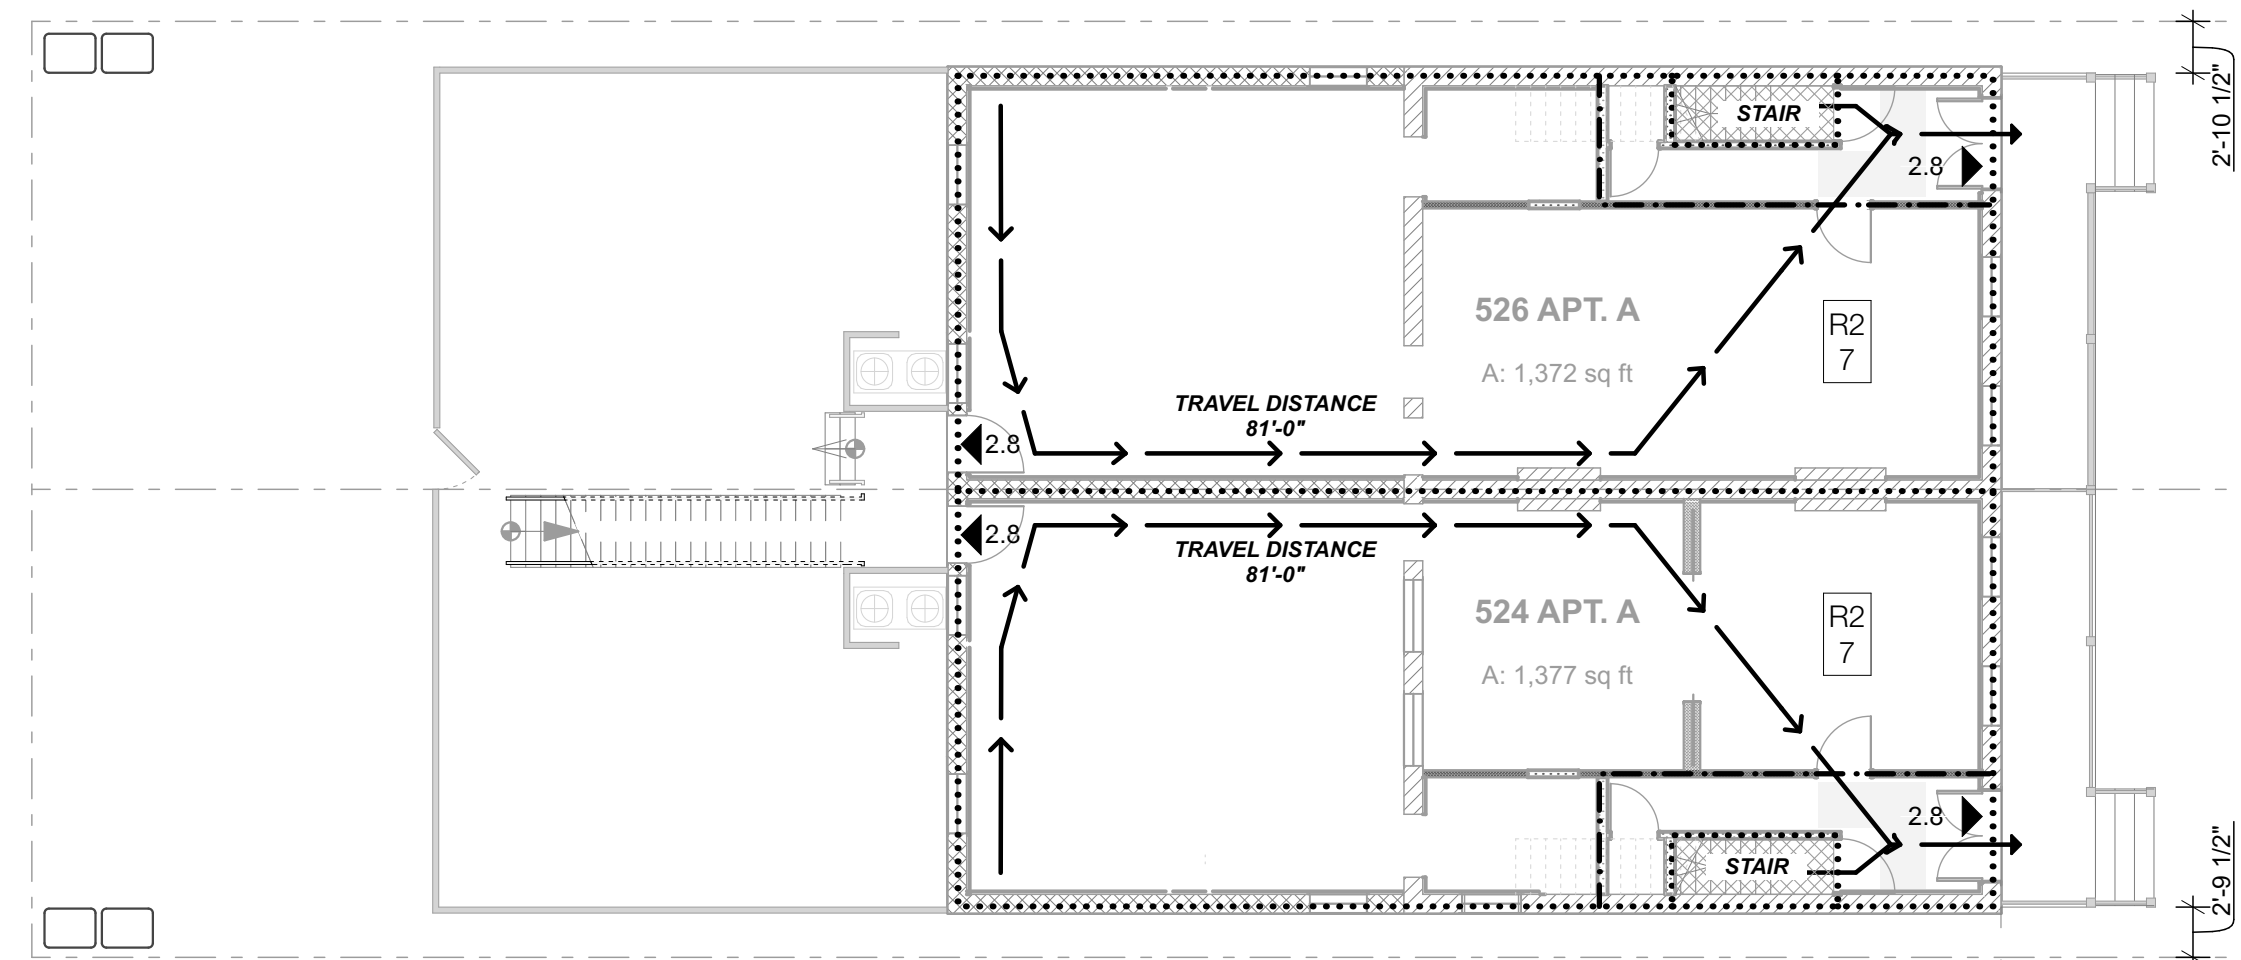 2'-10 1/2"
STAIR
2.8
526 APT. A
A: 1,372 sq ft
R2
7
TRAVEL DISTANCE
81'-0"
2.8
2.8
TRAVEL DISTANCE
81'-0"
524 APT. A
A: 1,377 sq ft
R2
7
2.8
STAIR
2'-9 1/2"